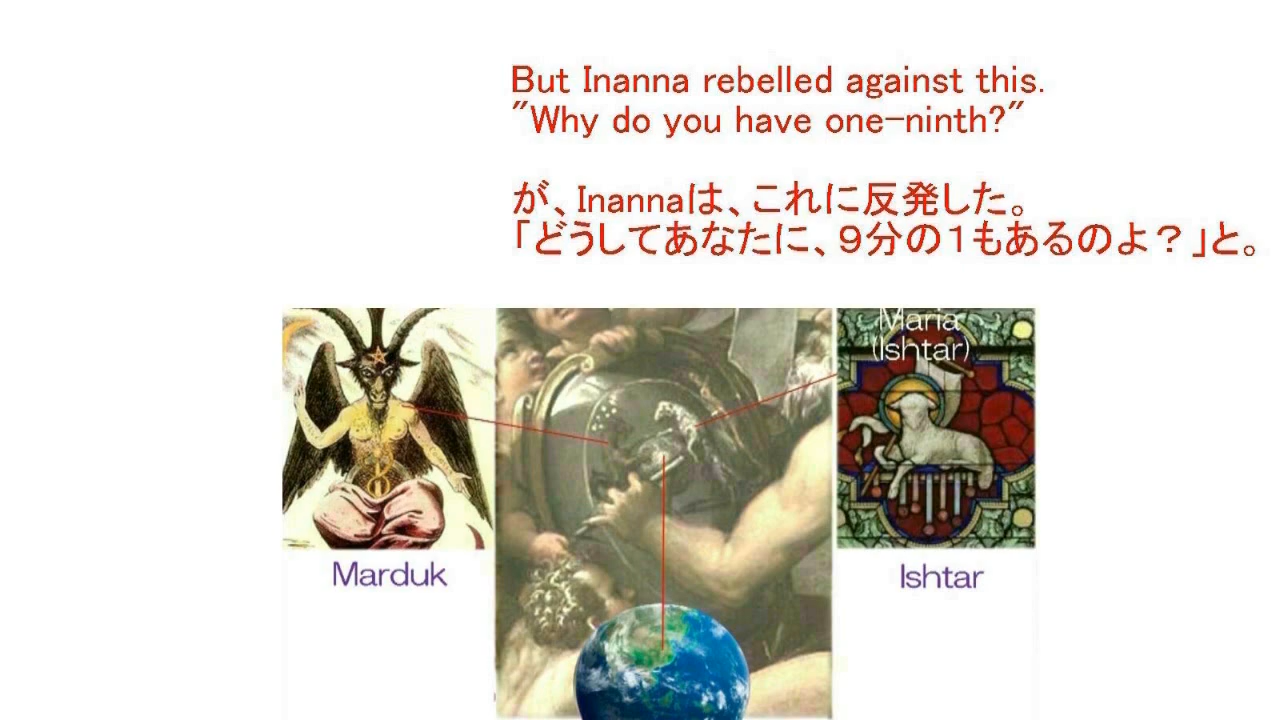 But Inanna rebelled against this.
"Why do you have one-ninth?"
が、Inannaは、これに反発した。
「どうしてあなたに、９分の１もあるのよ？」と。
Maria
(Ishtar)
Marduk
Ishtar